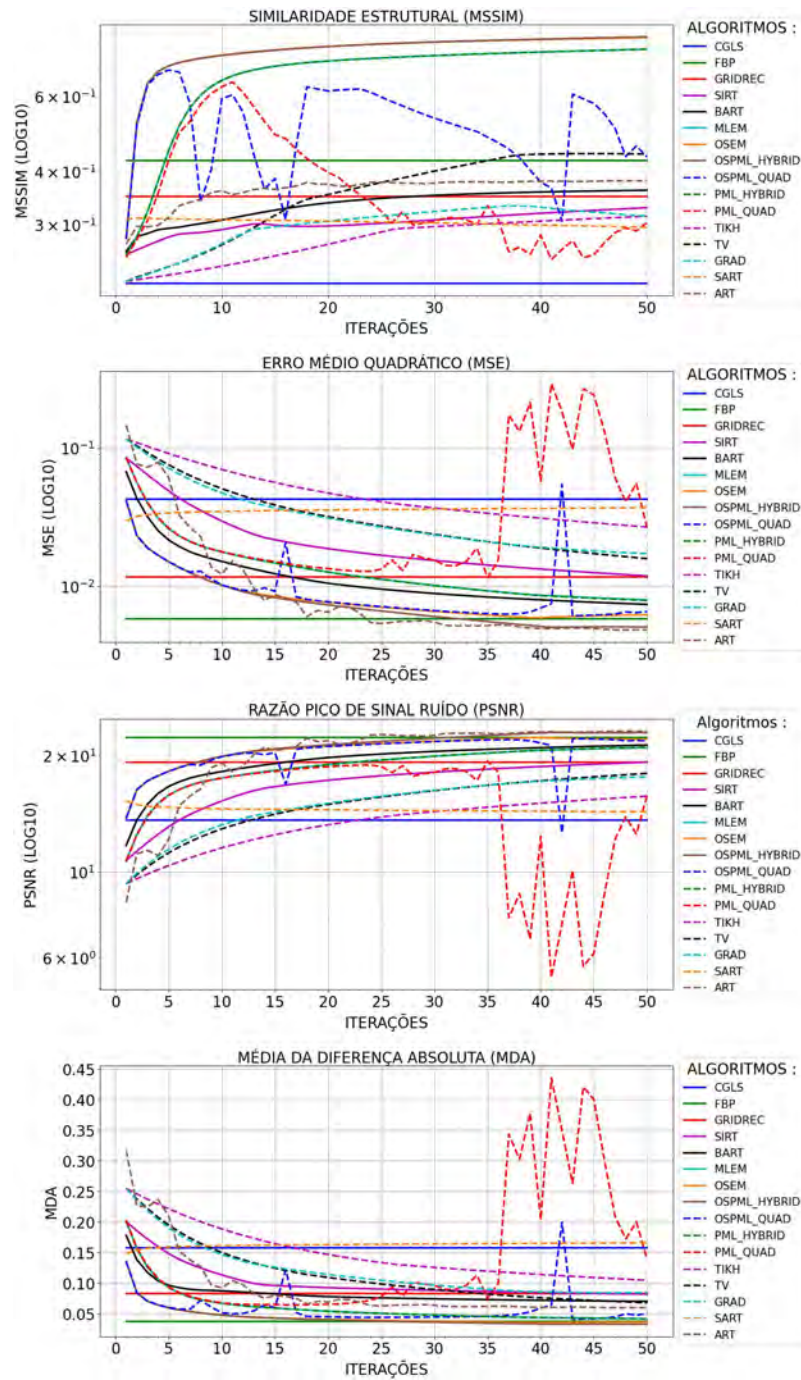 SIMILARIDADE ESTRUTURAL (MSSIM)
MSSIM (LOG10)
6 × 10⁻¹
4 × 10⁻¹
3 × 10⁻¹
0 5 10 15 20 25 30 35 40 45 50
ITERAÇÕES
ALGORITMOS :
CGLS
FBP
GRIDREC
SIRT
BART
MLEM
OSEM
OSPML_HYBRID
OSPML_QUAD
PML_HYBRID
PML_QUAD
TIKH
TV
GRAD
SART
ART
ERRO MÉDIO QUADRÁTICO (MSE)
MSE (LOG10)
10⁻¹
10⁻²
0 5 10 15 20 25 30 35 40 45 50
ITERAÇÕES
ALGORITMOS :
CGLS
FBP
GRIDREC
SIRT
BART
MLEM
OSEM
OSPML_HYBRID
OSPML_QUAD
PML_HYBRID
PML_QUAD
TIKH
TV
GRAD
SART
ART
RAZÃO PICO DE SINAL RUÍDO (PSNR)
PSNR (LOG10)
2 × 10¹
10¹
6 × 10⁰
0 5 10 15 20 25 30 35 40 45 50
ITERAÇÕES
Algoritmos :
CGLS
FBP
GRIDREC
SIRT
BART
MLEM
OSEM
OSPML_HYBRID
OSPML_QUAD
PML_HYBRID
PML_QUAD
TIKH
TV
GRAD
SART
ART
MÉDIA DA DIFERENÇA ABSOLUTA (MDA)
MDA
0.45
0.40
0.35
0.30
0.25
0.20
0.15
0.10
0.05
0 5 10 15 20 25 30 35 40 45 50
ITERAÇÕES
ALGORITMOS :
CGLS
FBP
GRIDREC
SIRT
BART
MLEM
OSEM
OSPML_HYBRID
OSPML_QUAD
PML_HYBRID
PML_QUAD
TIKH
TV
GRAD
SART
ART